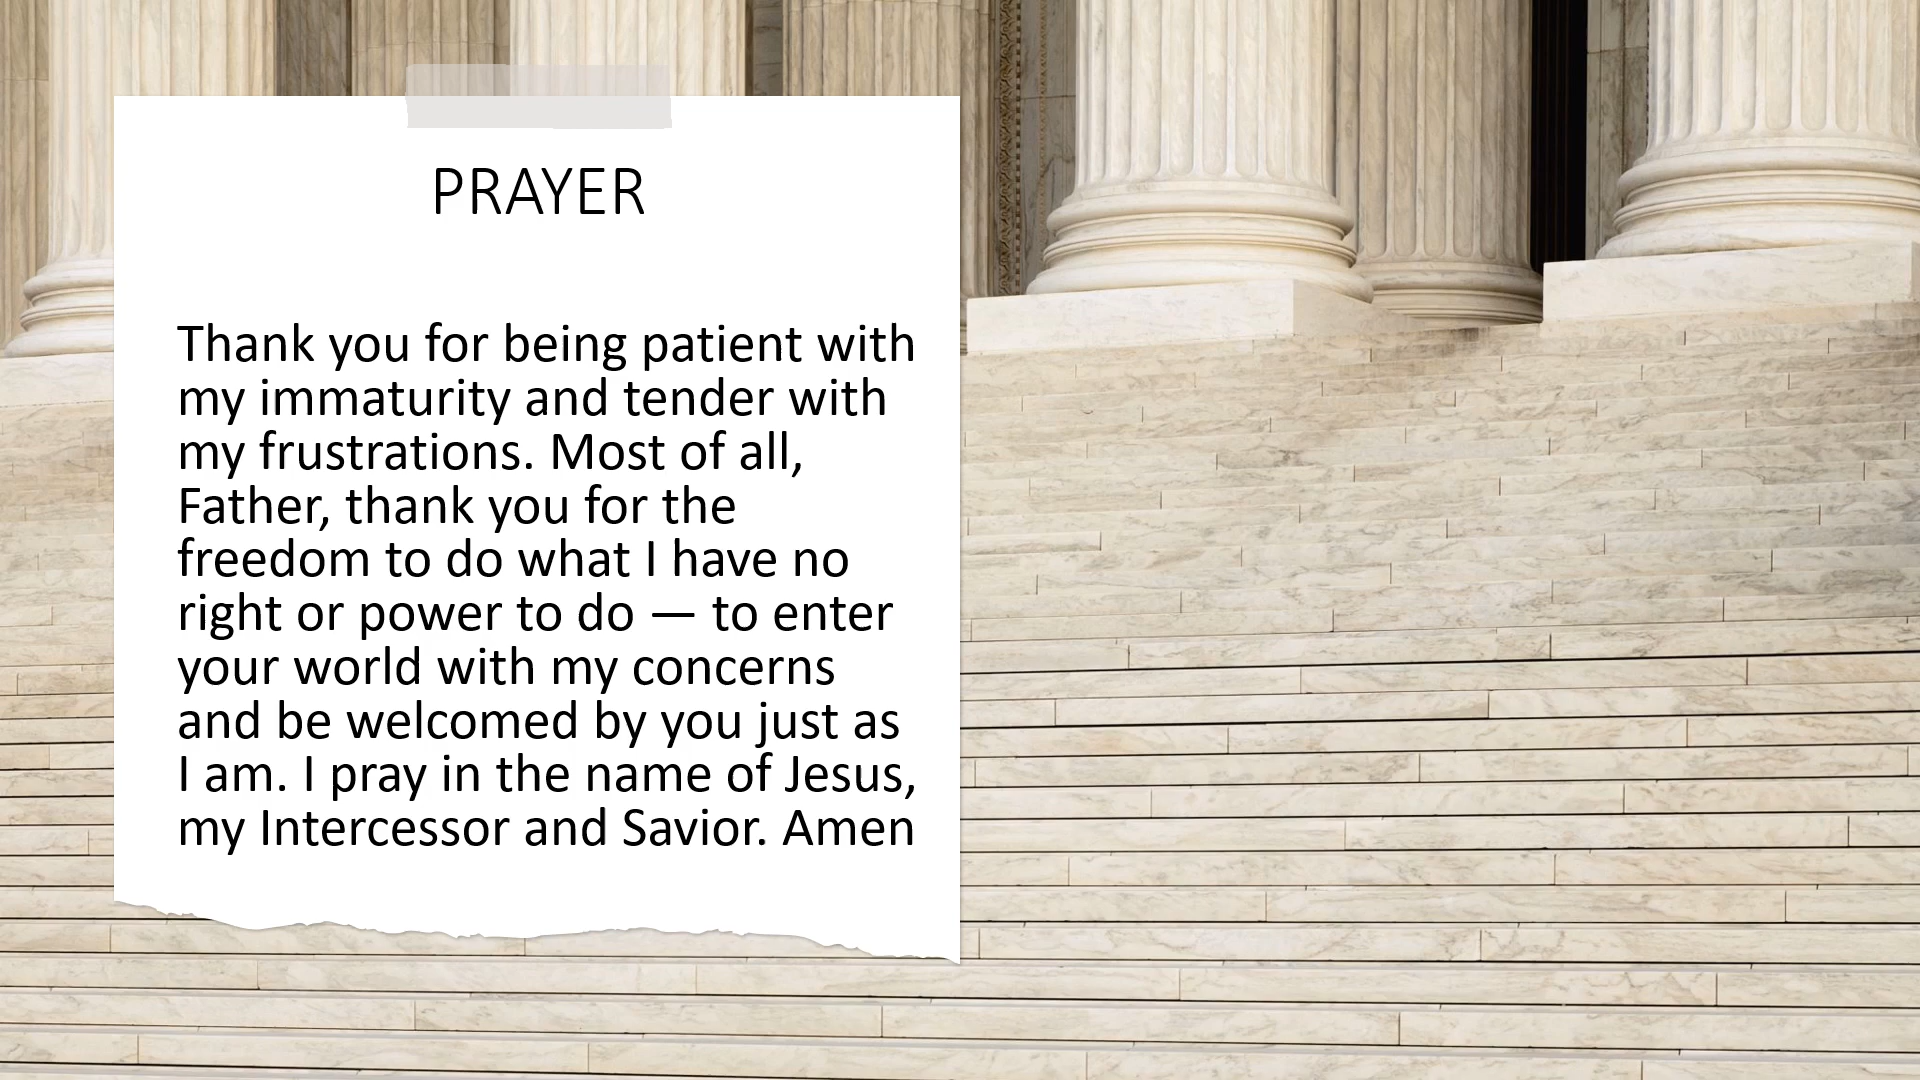 PRAYER
Thank you for being patient with
my immaturity and tender with
my frustrations. Most of all,
Father, thank you for the
freedom to do what I have no
right or power to do — to enter
your world with my concerns
and be welcomed by you just as
I am. I pray in the name of Jesus,
my Intercessor and Savior. Amen